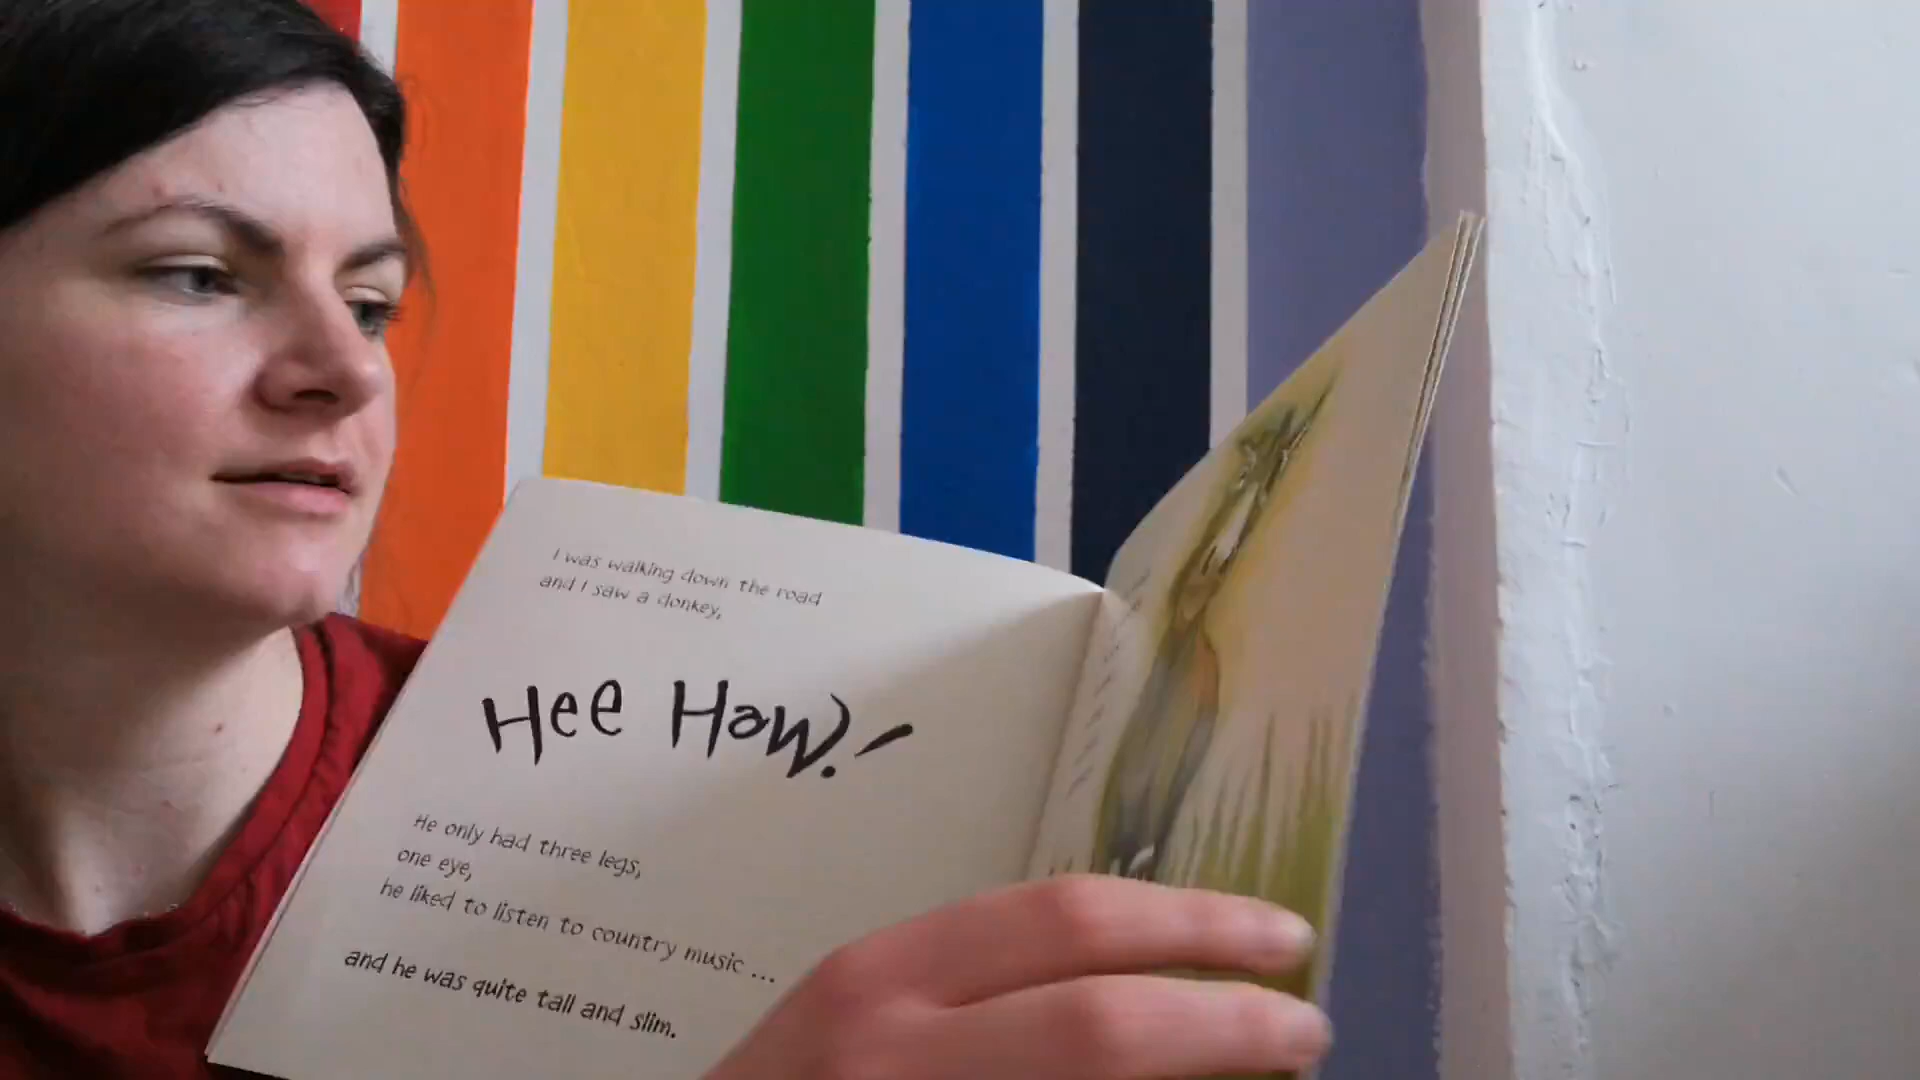 I was walking down the road
and I saw a donkey,
Hee Haw!
He only had three legs,
one eye,
he liked to listen to country music ...
and he was quite tall and slim.